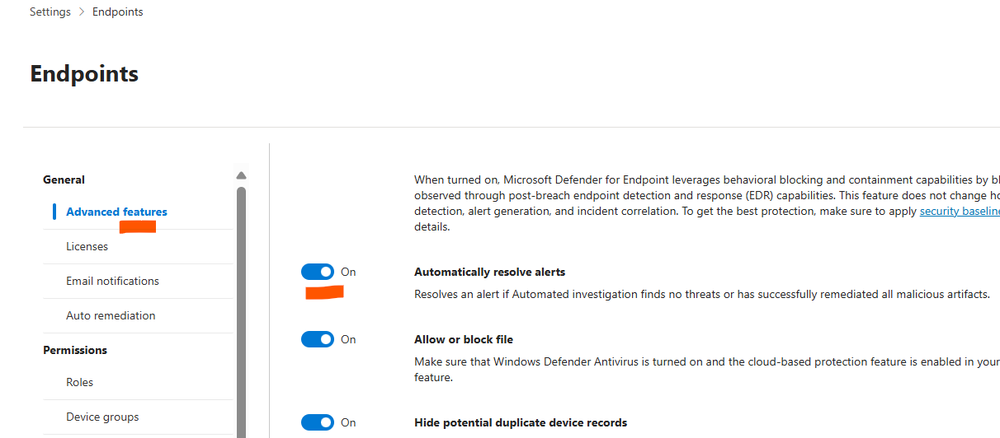 Settings > Endpoints
Endpoints
General
Advanced features
Licenses
Email notifications
Auto remediation
Permissions
Roles
Device groups
When turned on, Microsoft Defender for Endpoint leverages behavioral blocking and containment capabilities by bl
observed through post-breach endpoint detection and response (EDR) capabilities. This feature does not change ho
detection, alert generation, and incident correlation. To get the best protection, make sure to apply security baseline
details.
On
Automatically resolve alerts
Resolves an alert if Automated investigation finds no threats or has successfully remediated all malicious artifacts.
On
Allow or block file
Make sure that Windows Defender Antivirus is turned on and the cloud-based protection feature is enabled in your
feature.
On
Hide potential duplicate device records